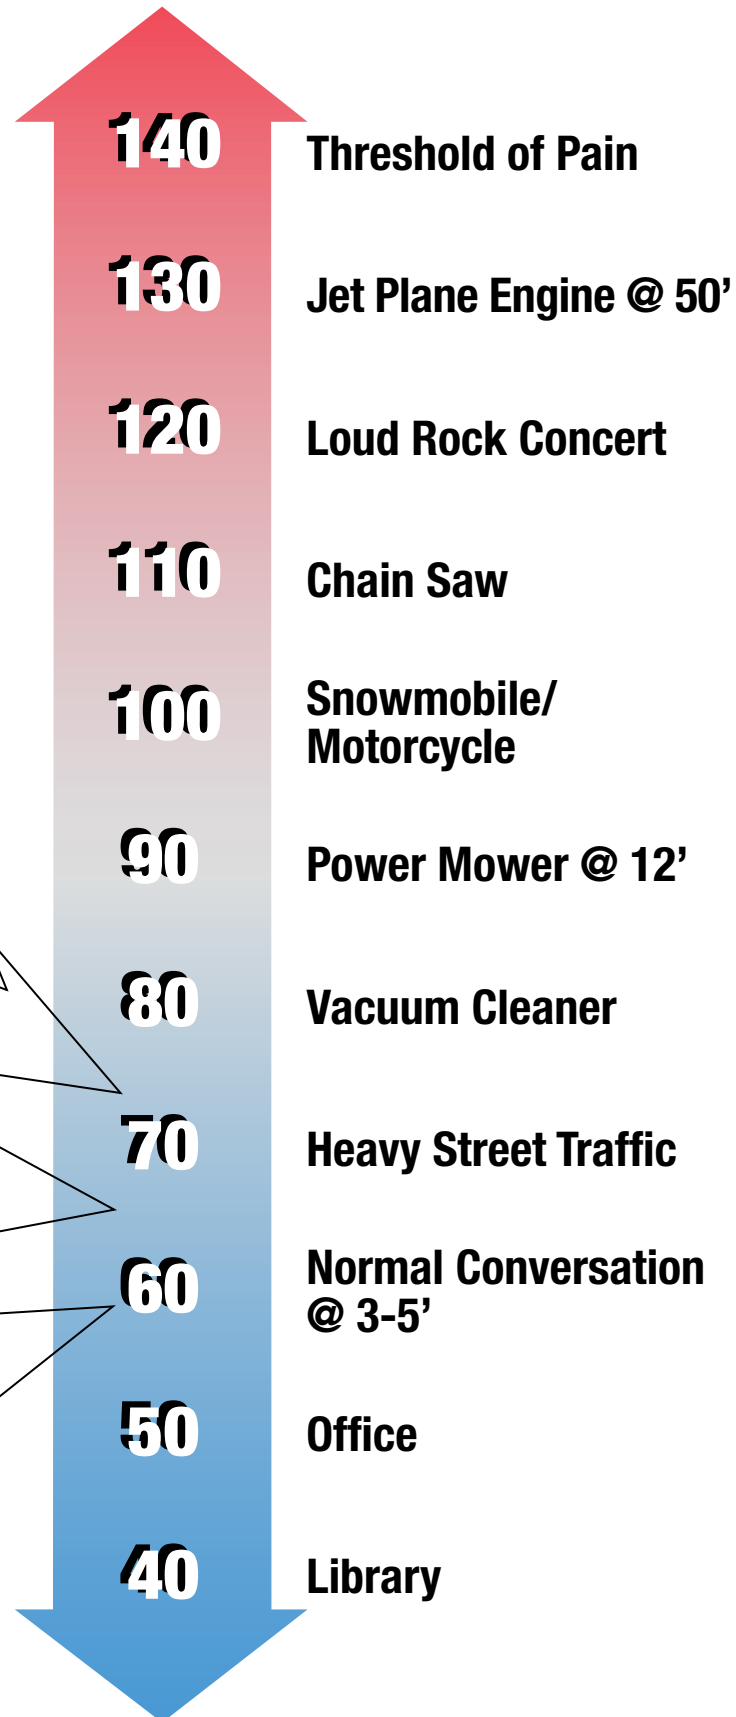 140 Threshold of Pain
130 Jet Plane Engine @ 50’
120 Loud Rock Concert
110 Chain Saw
100 Snowmobile/
Motorcycle
90 Power Mower @ 12’
80 Vacuum Cleaner
70 Heavy Street Traffic
60 Normal Conversation
@ 3-5’
50 Office
40 Library